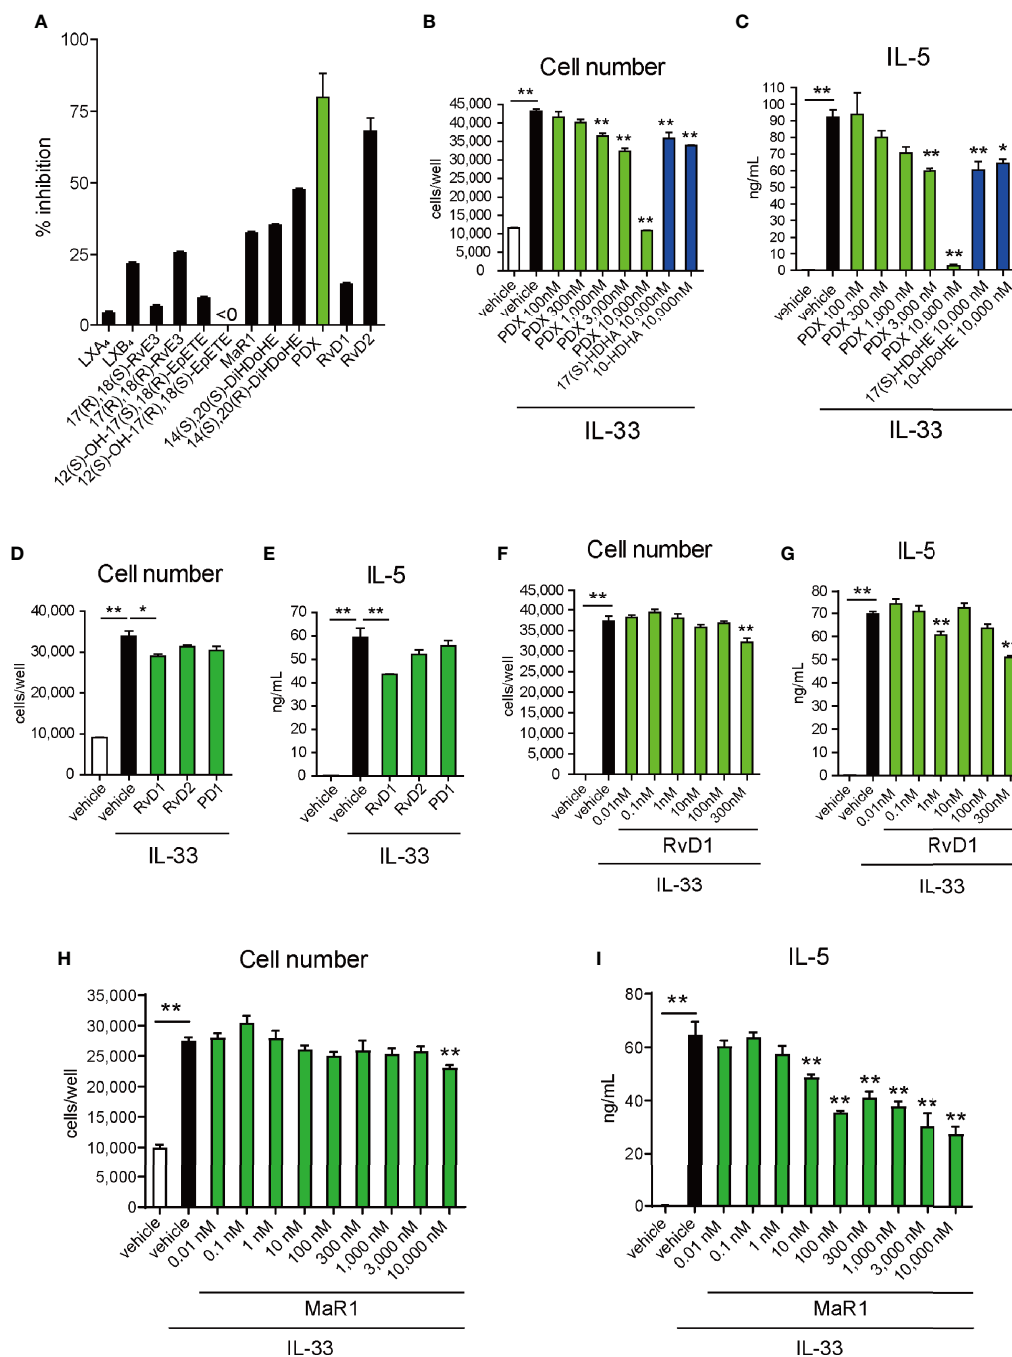 A
% inhibition
100
75
50
25
0
<0
LXA₄
LXB₄
17(R),18(S)-RvE3
17(R),18(R)-RvE3
12(S)-OH-17(S),18(R)-EpETE
12(S)-OH-17(R),18(S)-EpETE
MaR1
14(S),20(S)-DiHDoHE
14(S),20(R)-DiHDoHE
PDX
RvD1
RvD2
B
Cell number
cells/well
45,000
40,000
35,000
30,000
25,000
20,000
15,000
10,000
5,000
0
**
** ** ** ** **
vehicle
vehicle
PDX 100nM
PDX 300nM
PDX 1,000nM
PDX 3,000nM
PDX 10,000nM
17(S)-HDHA 10,000nM
10-HDHA 10,000nM
IL-33
C
IL-5
ng/mL
110
100
90
80
70
60
50
40
30
20
10
0
**
** ** ** *
vehicle
vehicle
PDX 100 nM
PDX 300 nM
PDX 1,000 nM
PDX 3,000 nM
PDX 10,000 nM
17(S)-HDoHE 10,000 nM
10-HDoHE 10,000 nM
IL-33
D
Cell number
cells/well
40,000
30,000
20,000
10,000
0
** *
vehicle
vehicle
RvD1
RvD2
PD1
IL-33
E
IL-5
ng/mL
70
60
50
40
30
20
10
0
** **
vehicle
vehicle
RvD1
RvD2
PD1
IL-33
F
Cell number
cells/well
45,000
40,000
35,000
30,000
25,000
20,000
15,000
10,000
5,000
0
** **
vehicle
vehicle
0.01nM
0.1nM
1nM
10nM
100nM
300nM
RvD1
IL-33
G
IL-5
ng/mL
80
70
60
50
40
30
20
10
0
** ** **
vehicle
vehicle
0.01nM
0.1nM
1nM
10nM
100nM
300nM
RvD1
IL-33
H
Cell number
cells/well
35,000
30,000
25,000
20,000
15,000
10,000
5,000
0
** **
vehicle
vehicle
0.01 nM
0.1 nM
1 nM
10 nM
100 nM
300 nM
1,000 nM
3,000 nM
10,000 nM
MaR1
IL-33
I
IL-5
ng/mL
80
60
40
20
0
**
** ** ** ** ** **
vehicle
vehicle
0.01 nM
0.1 nM
1 nM
10 nM
100 nM
300 nM
1,000 nM
3,000 nM
10,000 nM
MaR1
IL-33